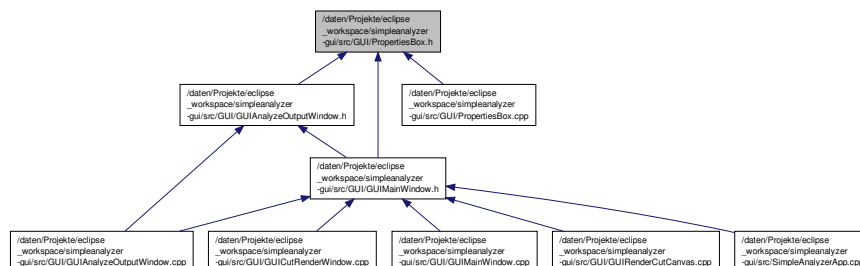 /daten/Projekte/eclipse
_workspace/simpleanalyzer
-gui/src/GUI/PropertiesBox.h
/daten/Projekte/eclipse
_workspace/simpleanalyzer
-gui/src/GUI/GUIAnalyzeOutputWindow.h
/daten/Projekte/eclipse
_workspace/simpleanalyzer
-gui/src/GUI/PropertiesBox.cpp
/daten/Projekte/eclipse
_workspace/simpleanalyzer
-gui/src/GUI/GUIMainWindow.h
/daten/Projekte/eclipse
_workspace/simpleanalyzer
-gui/src/GUI/GUIAnalyzeOutputWindow.cpp
/daten/Projekte/eclipse
_workspace/simpleanalyzer
-gui/src/GUI/GUICutRenderWindow.cpp
/daten/Projekte/eclipse
_workspace/simpleanalyzer
-gui/src/GUI/GUIMainWindow.cpp
/daten/Projekte/eclipse
_workspace/simpleanalyzer
-gui/src/GUI/GUIRenderCutCanvas.cpp
/daten/Projekte/eclipse
_workspace/simpleanalyzer
-gui/src/SimpleAnalyzerApp.cpp